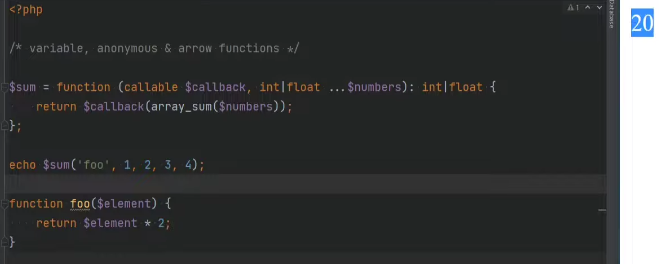 <?php
1
Database
20
/* variable, anonymous & arrow functions */
$sum = function (callable $callback, int|float ...$numbers): int|float {
    return $callback(array_sum($numbers));
};
echo $sum('foo', 1, 2, 3, 4);
function foo($element) {
    return $element * 2;
}